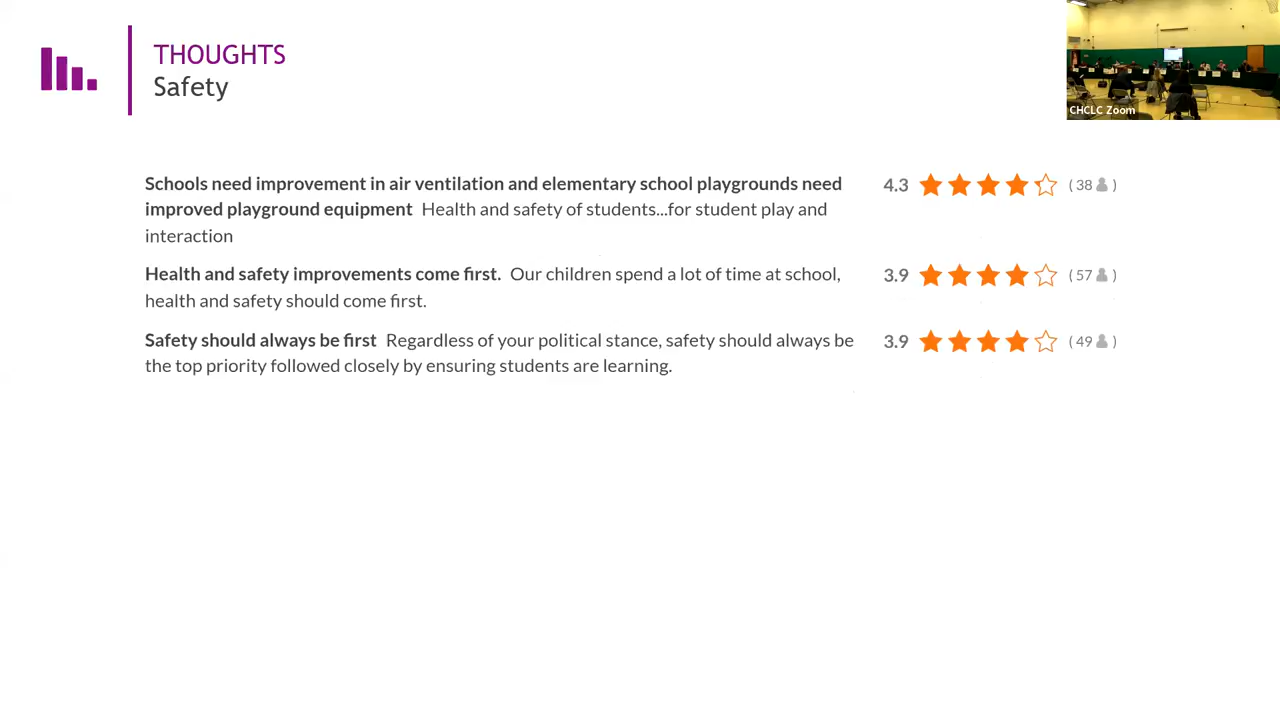 THOUGHTS
Safety
CHCLC Zoom
Schools need improvement in air ventilation and elementary school playgrounds need
improved playground equipment Health and safety of students...for student play and
interaction
4.3 (38)
Health and safety improvements come first. Our children spend a lot of time at school,
health and safety should come first.
3.9 (57)
Safety should always be first Regardless of your political stance, safety should always be
the top priority followed closely by ensuring students are learning.
3.9 (49)